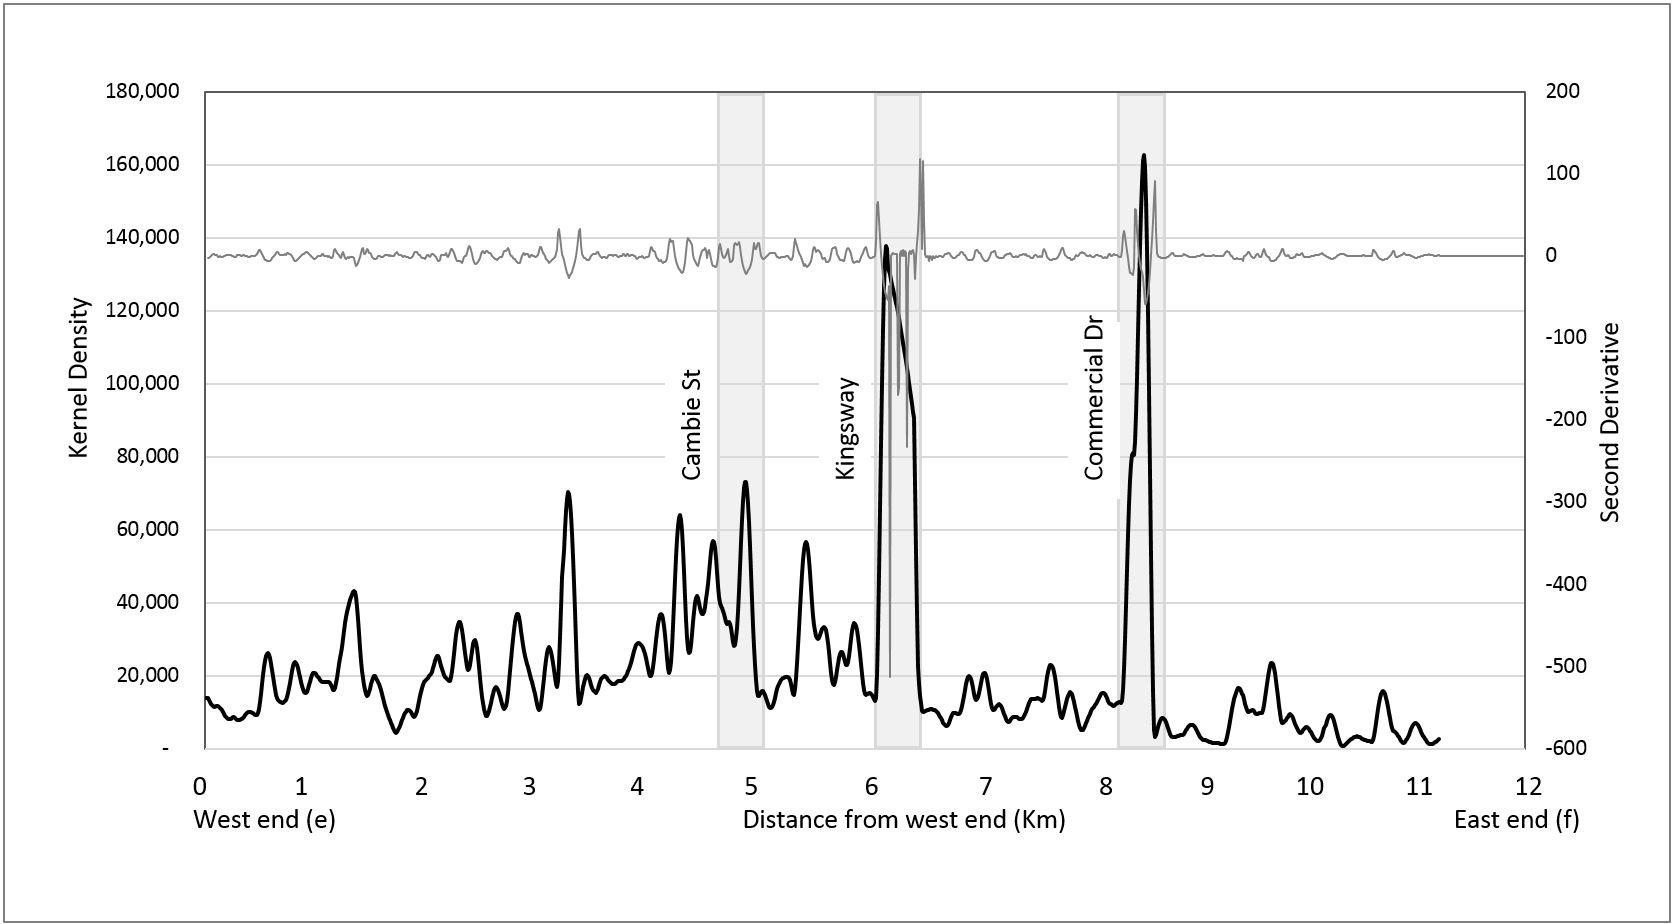 180,000
160,000
140,000
120,000
100,000
80,000
60,000
40,000
20,000
-
Kernel Density
Cambie St
Kingsway
Commercial Dr
200
100
0
-100
-200
-300
-400
-500
-600
Second Derivative
0 1 2 3 4 5 6 7 8 9 10 11 12
West end (e) Distance from west end (Km) East end (f)